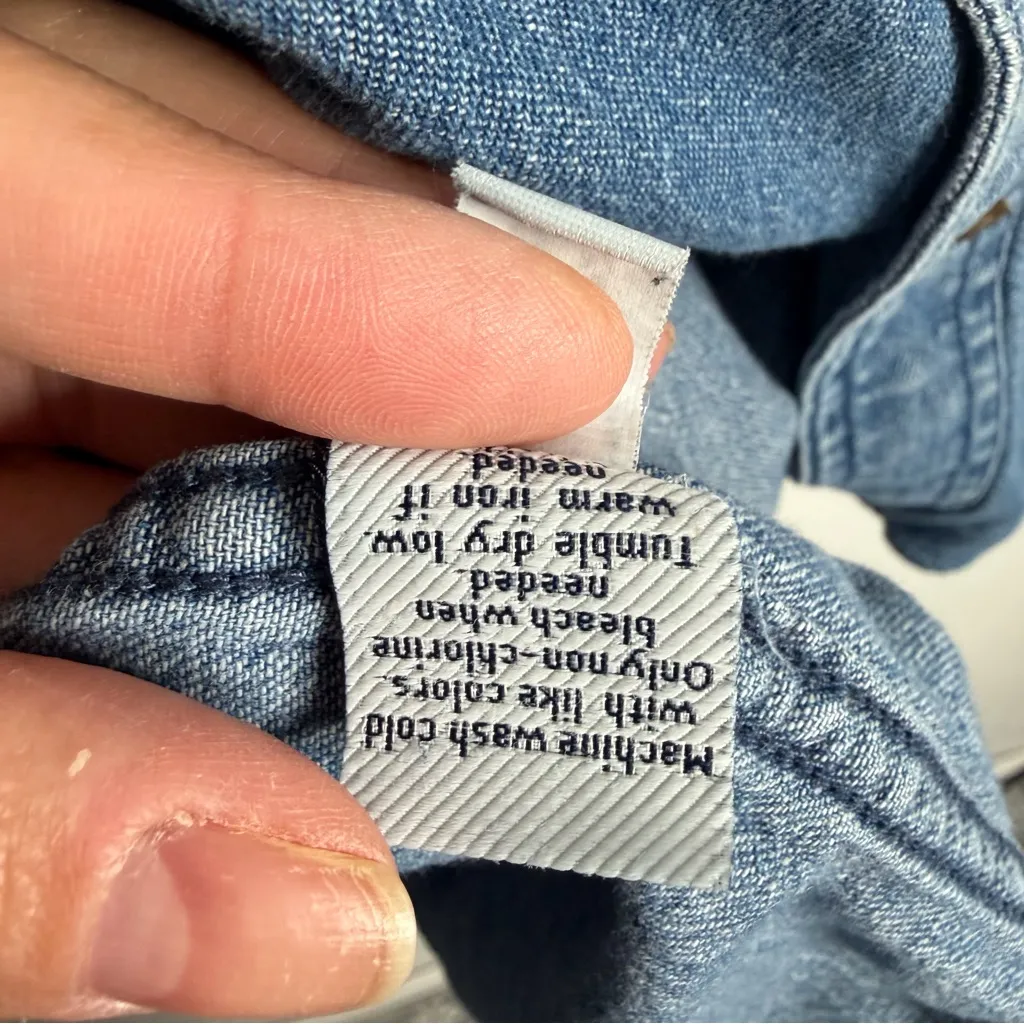 Machine wash cold
with like colors.
Only non-chlorine
bleach when
needed.
Tumble dry low.
warm iron if
needed